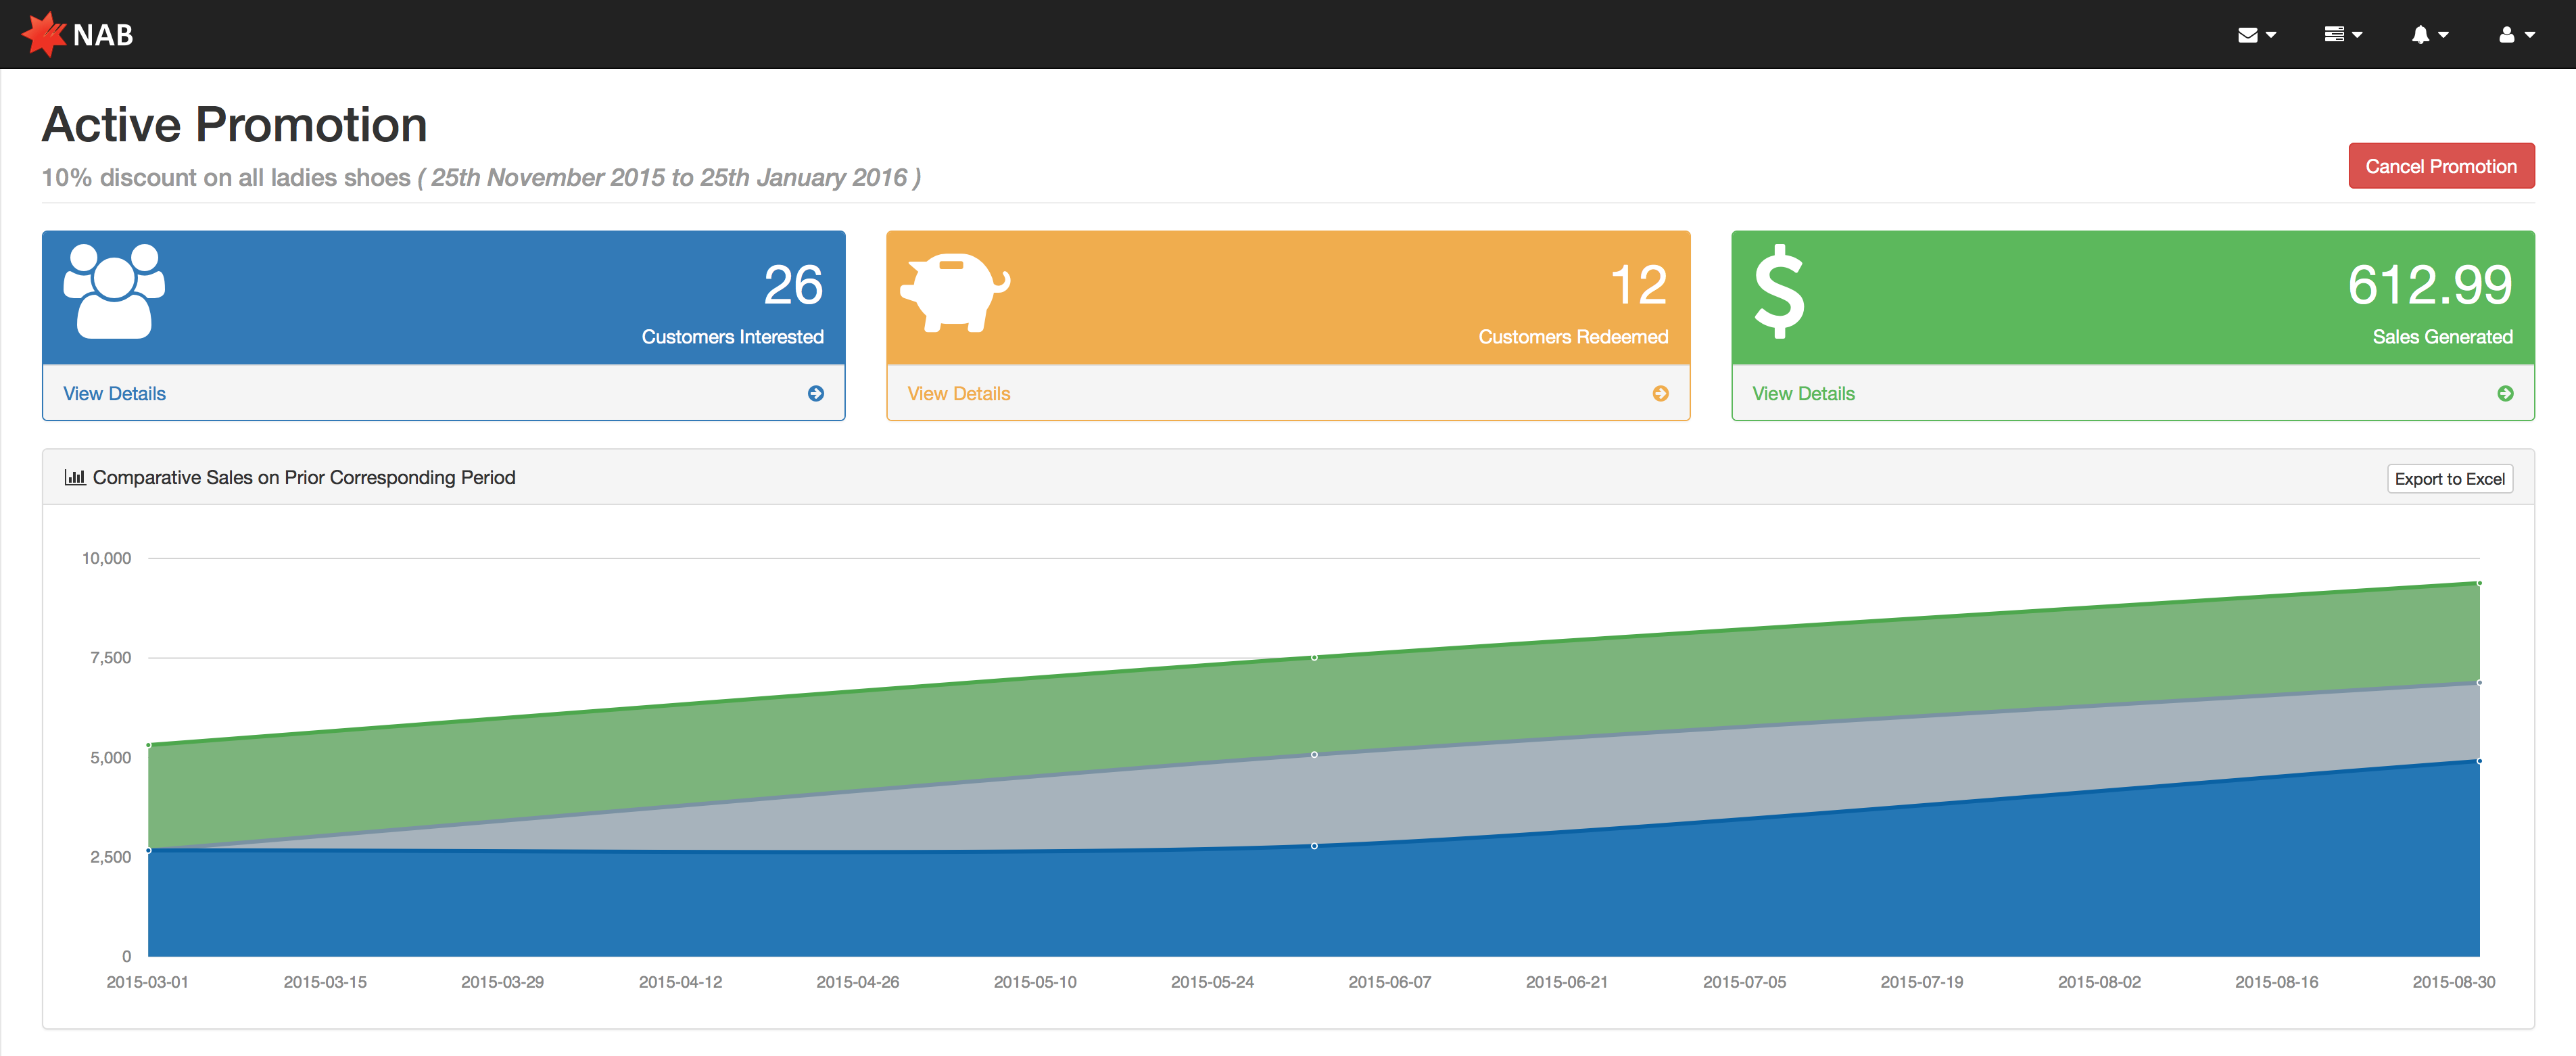 NAB
Active Promotion
10% discount on all ladies shoes ( 25th November 2015 to 25th January 2016 )
Cancel Promotion
26
Customers Interested
View Details
12
Customers Redeemed
View Details
$
612.99
Sales Generated
View Details
Comparative Sales on Prior Corresponding Period
Export to Excel
10,000
7,500
5,000
2,500
0
2015-03-01 2015-03-15 2015-03-29 2015-04-12 2015-04-26 2015-05-10 2015-05-24 2015-06-07 2015-06-21 2015-07-05 2015-07-19 2015-08-02 2015-08-16 2015-08-30